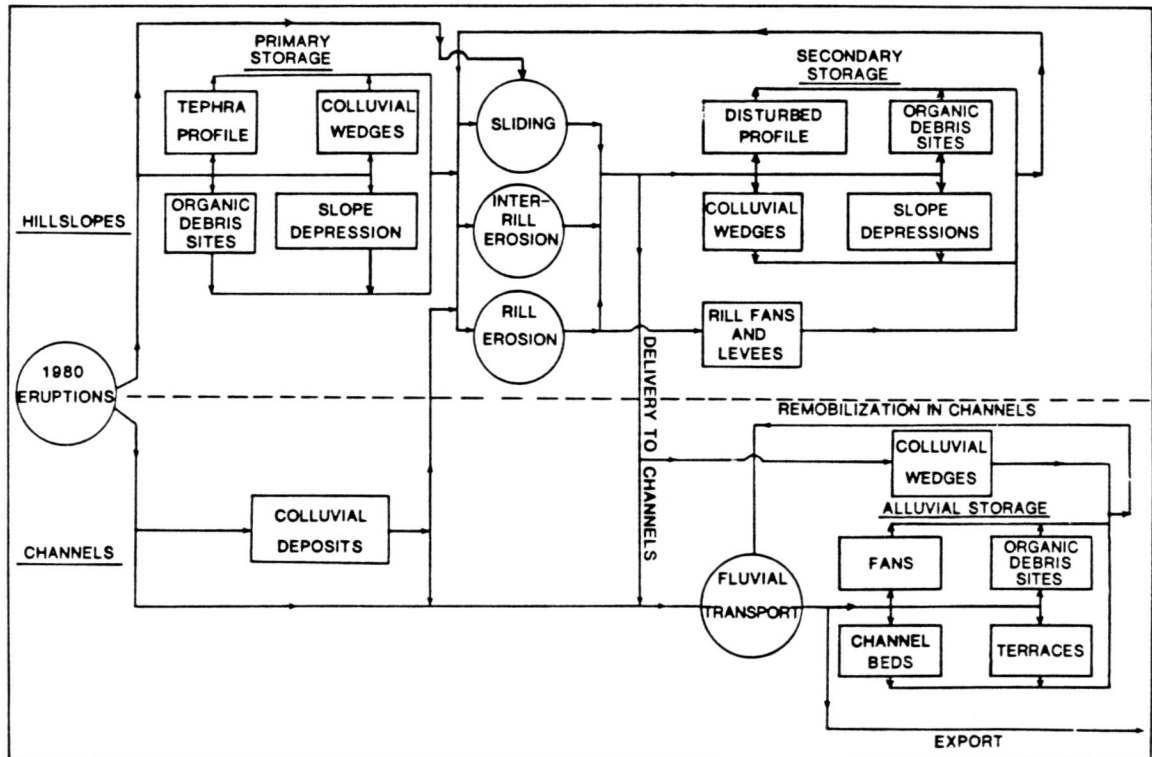 PRIMARY
STORAGE
SECONDARY
STORAGE
TEPHRA
PROFILE
COLLUVIAL
WEDGES
SLIDING
DISTURBED
PROFILE
ORGANIC
DEBRIS
SITES
HILLSLOPES
ORGANIC
DEBRIS
SITES
SLOPE
DEPRESSION
INTER-
RILL
EROSION
COLLUVIAL
WEDGES
SLOPE
DEPRESSIONS
RILL
EROSION
RILL FANS
AND
LEVEES
1980
ERUPTIONS
DELIVERY TO CHANNELS
REMOBILIZATION IN CHANNELS
COLLUVIAL
WEDGES
ALLUVIAL STORAGE
CHANNELS
COLLUVIAL
DEPOSITS
FLUVIAL
TRANSPORT
FANS
ORGANIC
DEBRIS
SITES
CHANNEL
BEDS
TERRACES
EXPORT